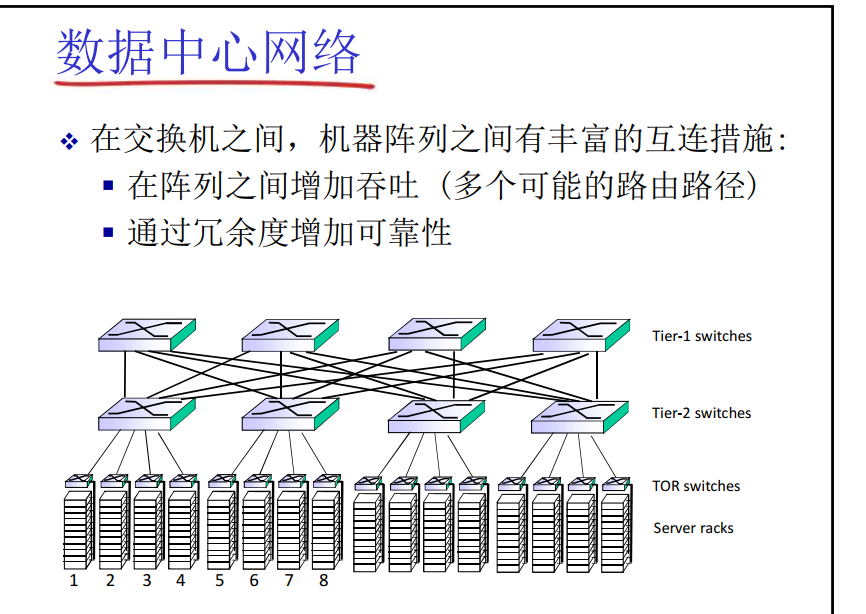 数据中心网络
在交换机之间，机器阵列之间有丰富的互连措施:
在阵列之间增加吞吐 (多个可能的路由路径)
通过冗余度增加可靠性
Tier-1 switches
Tier-2 switches
TOR switches
Server racks
1 2 3 4 5 6 7 8